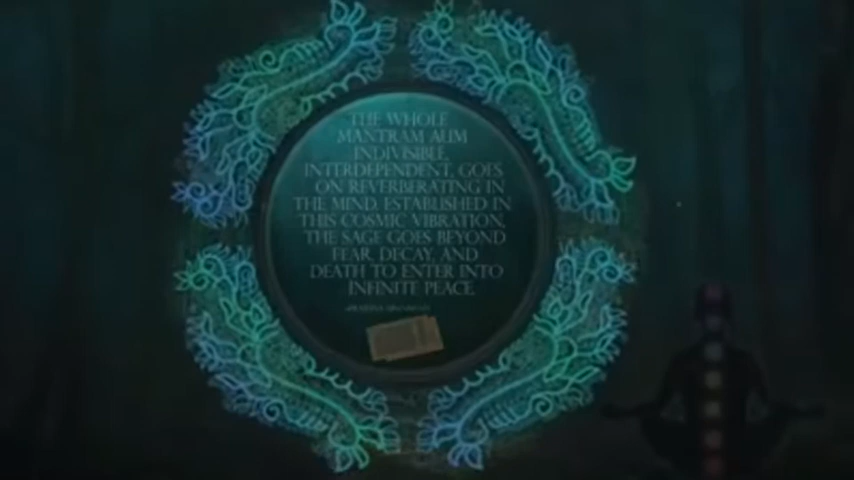 THE WHOLE
MANTRAM AUM
INDIVISIBLE,
INTERDEPENDENT, GOES
ON REVERBERATING IN
THE MIND. ESTABLISHED IN
THIS COSMIC VIBRATION,
THE SAGE GOES BEYOND
FEAR, DECAY, AND
DEATH TO ENTER INTO
INFINITE PEACE.